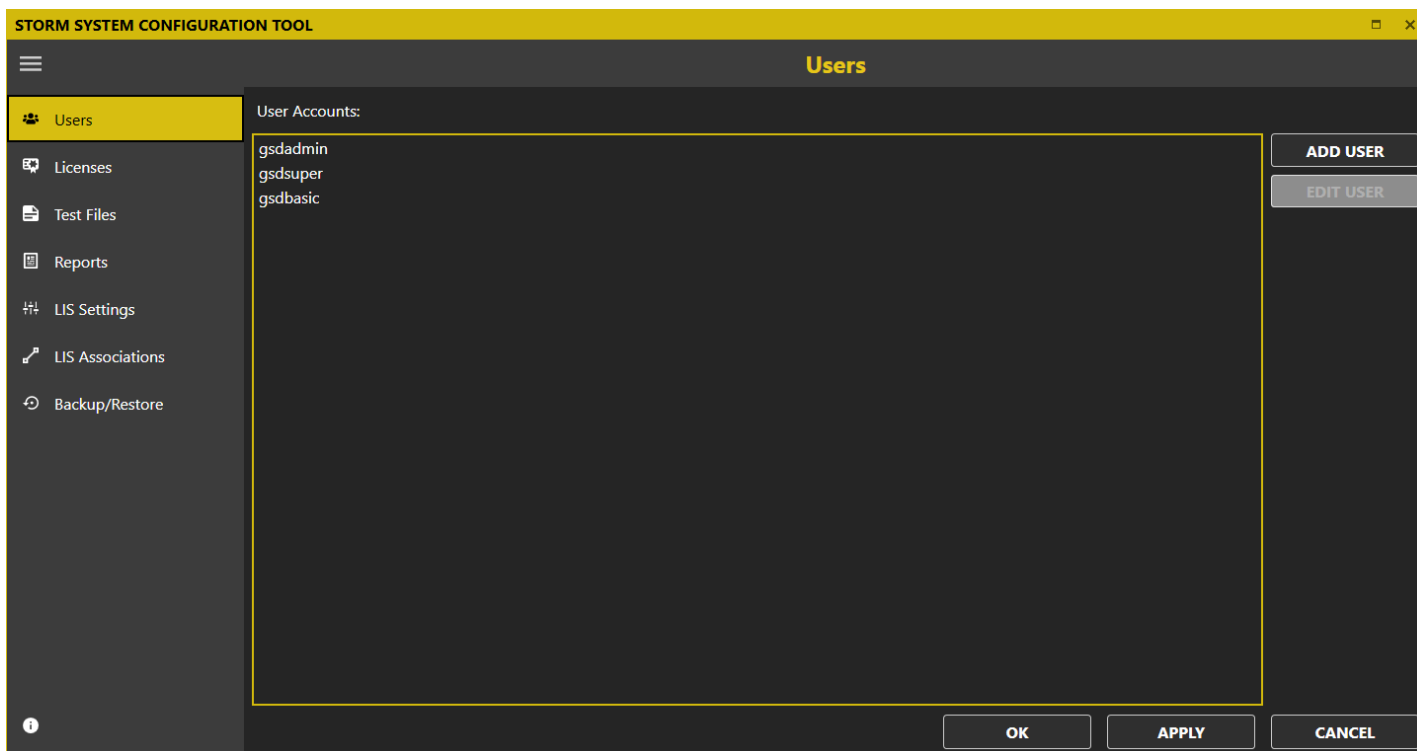 STORM SYSTEM CONFIGURATION TOOL
Users
Users
Licenses
Test Files
Reports
LIS Settings
LIS Associations
Backup/Restore
User Accounts:
gsdadmin
gsdsuper
gsdbasic
ADD USER
EDIT USER
OK
APPLY
CANCEL